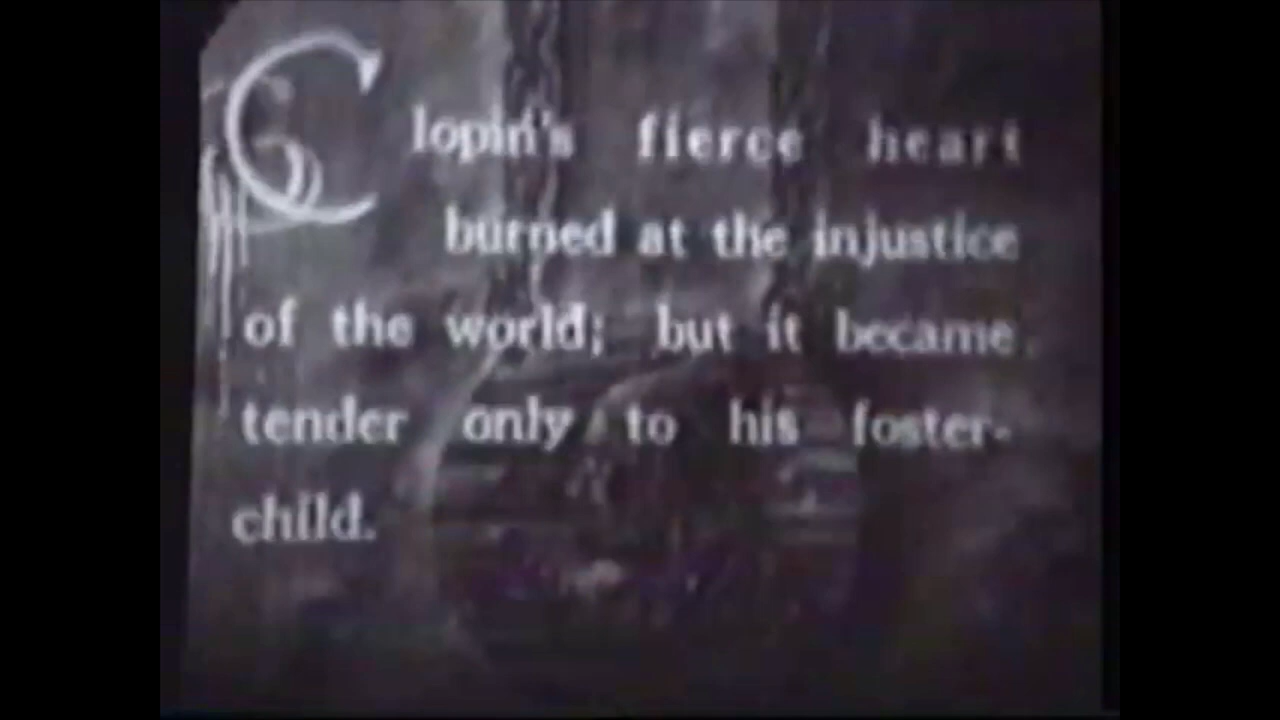 Clopin's fierce heart
burned at the injustice
of the world; but it became
tender only to his foster-
child.